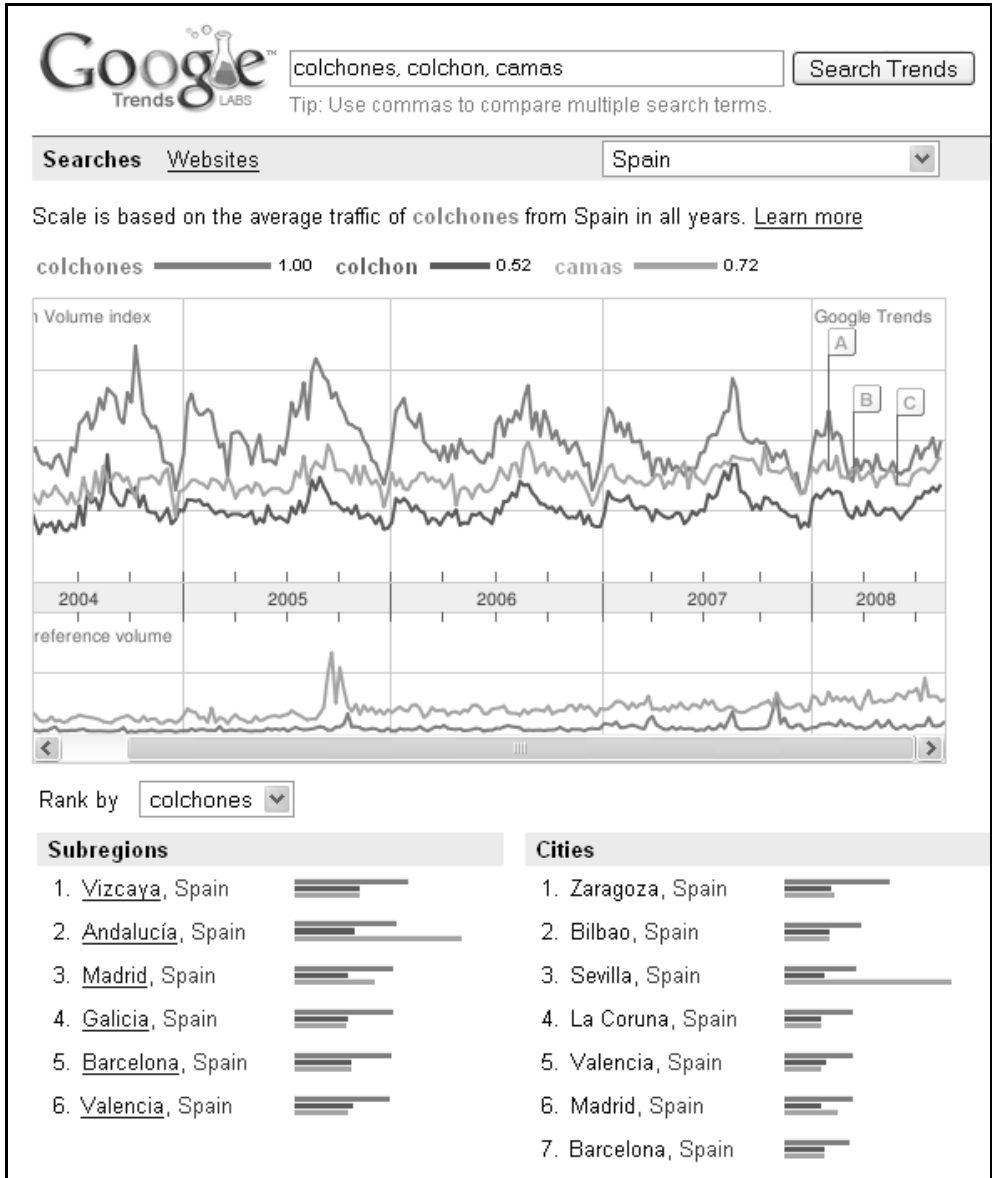 Google™
Trends LABS
colchones, colchon, camas
Search Trends
Tip: Use commas to compare multiple search terms.
Searches Websites
Spain
Scale is based on the average traffic of colchones from Spain in all years. Learn more
colchones 1.00 colchon 0.52 camas 0.72
Volume index
Google Trends
A
B
C
2004 2005 2006 2007 2008
reference volume
Rank by colchones
Subregions
1. Vizcaya, Spain
2. Andalucía, Spain
3. Madrid, Spain
4. Galicia, Spain
5. Barcelona, Spain
6. Valencia, Spain
Cities
1. Zaragoza, Spain
2. Bilbao, Spain
3. Sevilla, Spain
4. La Coruna, Spain
5. Valencia, Spain
6. Madrid, Spain
7. Barcelona, Spain